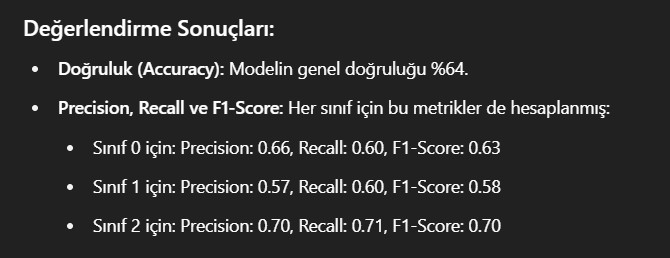 Değerlendirme Sonuçları:
• Doğruluk (Accuracy): Modelin genel doğruluğu %64.
• Precision, Recall ve F1-Score: Her sınıf için bu metrikler de hesaplanmış:
• Sınıf 0 için: Precision: 0.66, Recall: 0.60, F1-Score: 0.63
• Sınıf 1 için: Precision: 0.57, Recall: 0.60, F1-Score: 0.58
• Sınıf 2 için: Precision: 0.70, Recall: 0.71, F1-Score: 0.70